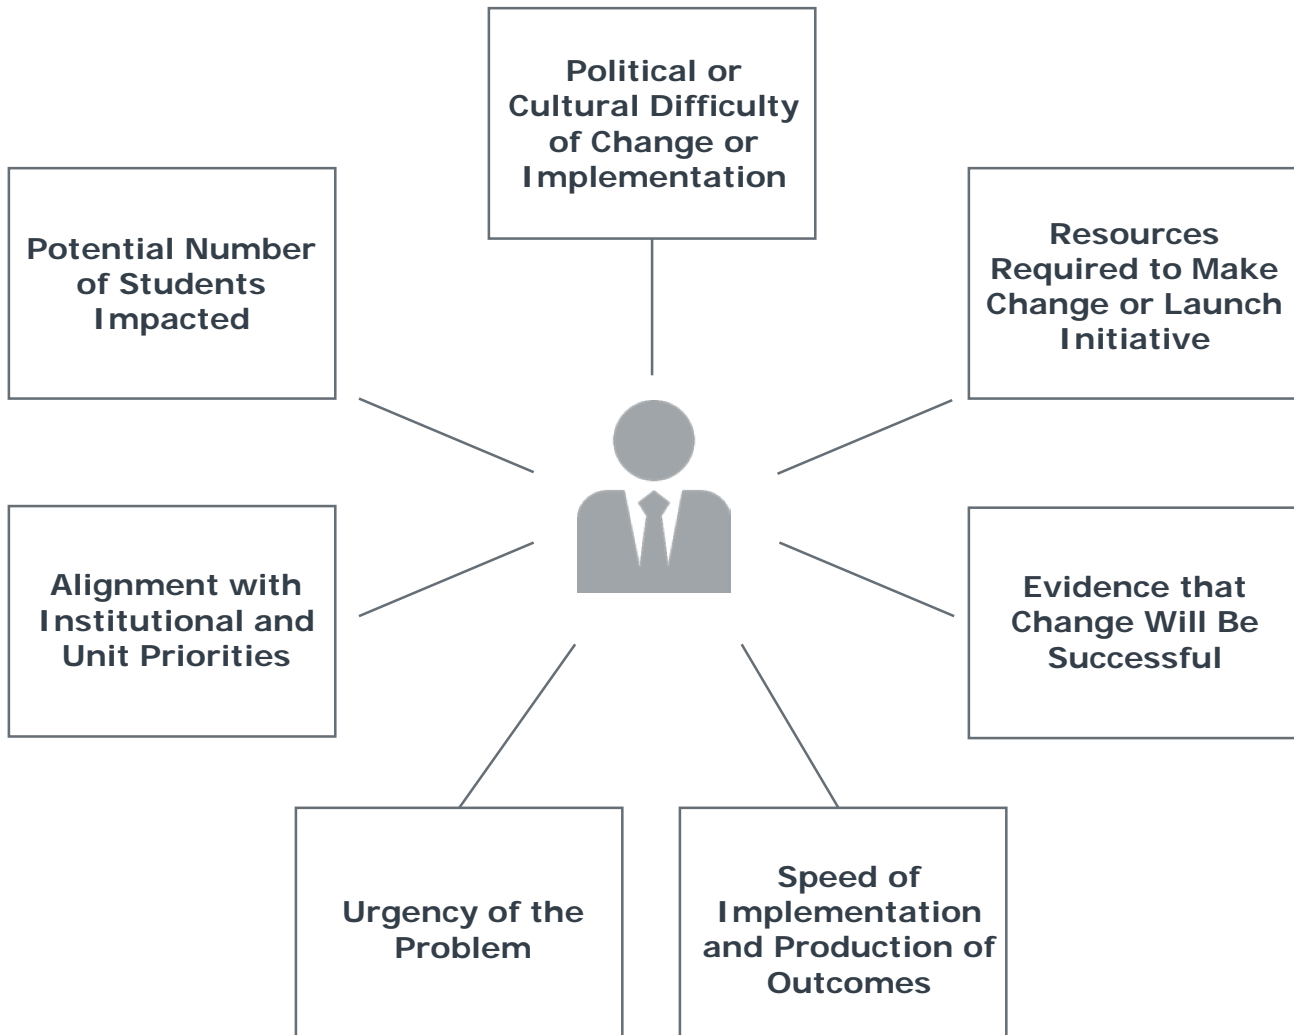 Political or
Cultural Difficulty
of Change or
Implementation
Potential Number
of Students
Impacted
Resources
Required to Make
Change or Launch
Initiative
Alignment with
Institutional and
Unit Priorities
Evidence that
Change Will Be
Successful
Urgency of the
Problem
Speed of
Implementation
and Production of
Outcomes